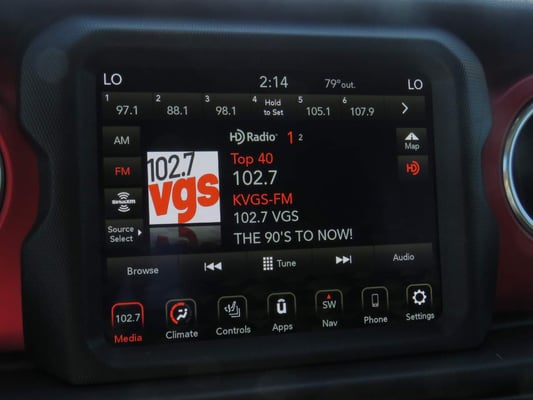 LO 2:14 79° out. LO
1 97.1 2 88.1 3 98.1 4 Hold to Set 5 105.1 6 107.9 >
AM
FM
SiriusXM
Source Select
102.7
vgs
HD Radio 1 2
Top 40
102.7
KVGS-FM
102.7 VGS
THE 90'S TO NOW!
Map
HD
Browse Tune Audio
102.7 Media
Climate
Controls
ū Apps
SW Nav
Phone
Settings